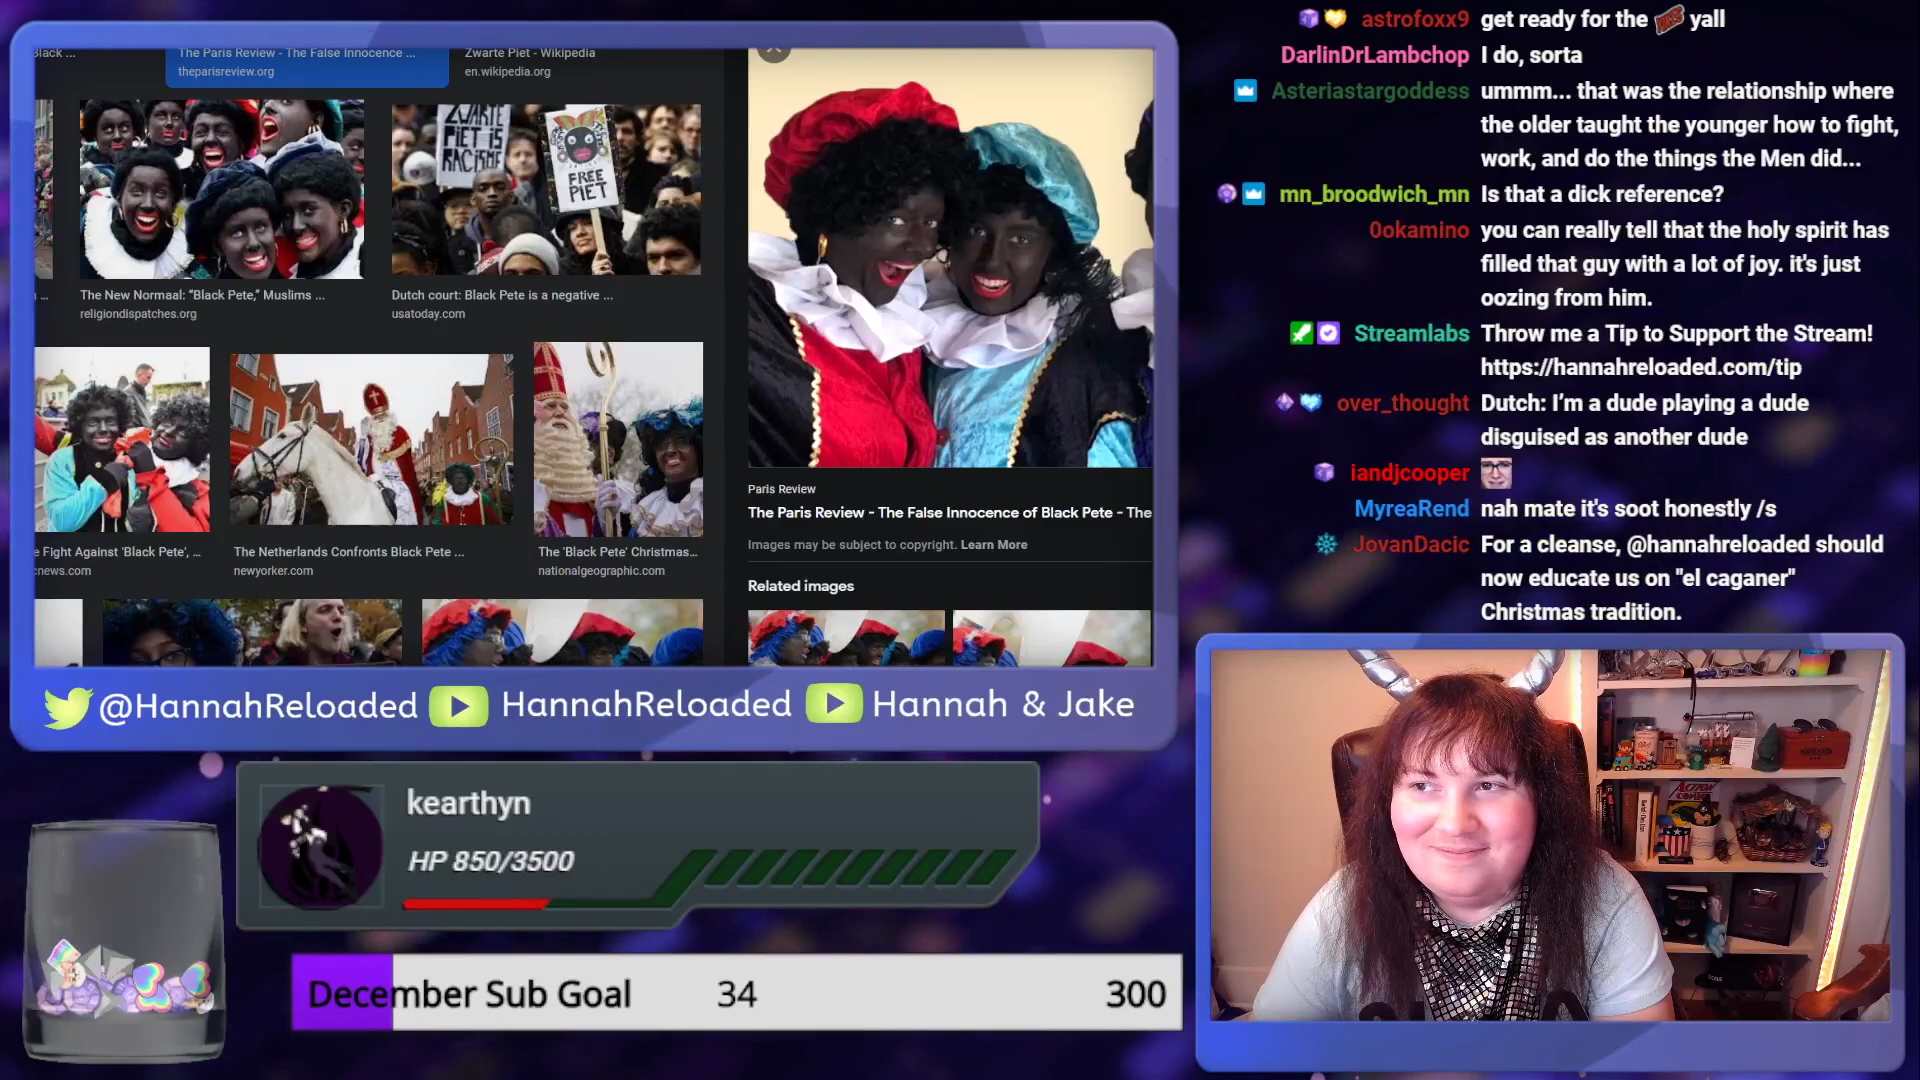 Black ...
The Paris Review - The False Innocence ...
theparisreview.org
Zwarte Piet - Wikipedia
en.wikipedia.org
ZWARTE
PIET IS
RACISME
FREE
PIET
...
The New Normaal: “Black Pete,” Muslims ...
religiondispatches.org
Dutch court: Black Pete is a negative ...
usatoday.com
e Fight Against 'Black Pete', ...
cnews.com
The Netherlands Confronts Black Pete ...
newyorker.com
The 'Black Pete' Christmas...
nationalgeographic.com
Paris Review
The Paris Review - The False Innocence of Black Pete - The
Images may be subject to copyright. Learn More
Related images
@HannahReloaded HannahReloaded Hannah & Jake
kearthyn
HP 850/3500
December Sub Goal 34 300
astrofoxx9 get ready for the yall
DarlinDrLambchop I do, sorta
Asteriastargoddess ummm... that was the relationship where
the older taught the younger how to fight,
work, and do the things the Men did...
mn_broodwich_mn Is that a dick reference?
0okamino you can really tell that the holy spirit has
filled that guy with a lot of joy. it's just
oozing from him.
Streamlabs Throw me a Tip to Support the Stream!
https://hannahreloaded.com/tip
over_thought Dutch: I’m a dude playing a dude
disguised as another dude
iandjcooper
MyreaRend nah mate it's soot honestly /s
JovanDacic For a cleanse, @hannahreloaded should
now educate us on "el caganer"
Christmas tradition.
ACTION
COMICS